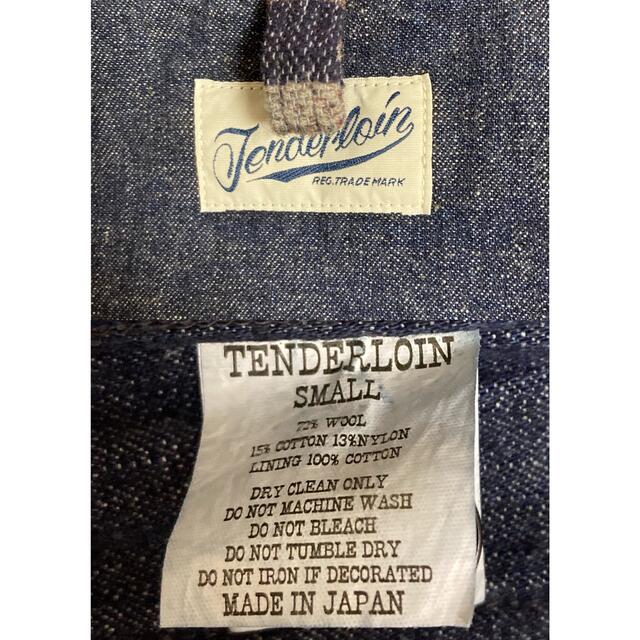 Tenderloin
REG. TRADE MARK
TENDERLOIN
SMALL
72% WOOL
15% COTTON 13%NYLON
LINING 100% COTTON
DRY CLEAN ONLY
DO NOT MACHINE WASH
DO NOT BLEACH
DO NOT TUMBLE DRY
DO NOT IRON IF DECORATED
MADE IN JAPAN